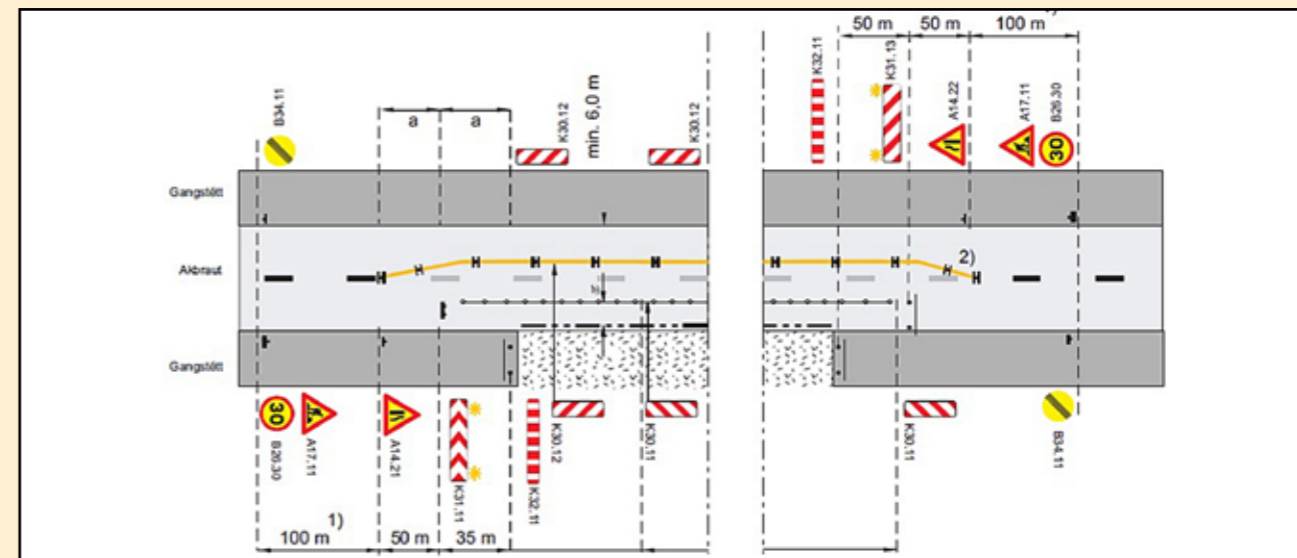 50 m
50 m
100 m
B34.11
a
a
K30.12
min. 6,0 m
K30.12
K32.11
K31.13
A14.22
A17.11
B26.30
30
Gangstétt
Akbraut
2)
Gangstétt
30
B26.30
A17.11
A14.21
K31.11
K32.11
K30.12
K30.11
K30.11
B34.11
1)
100 m
50 m
35 m